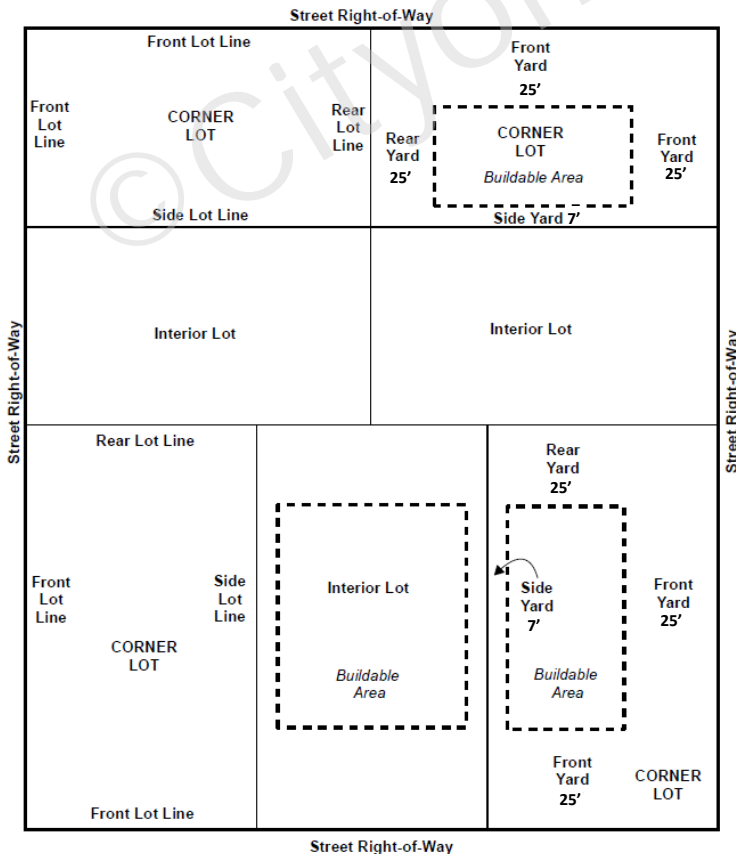 Street Right-of-Way
Front Lot Line
Front
Lot
Line
CORNER
LOT
Rear
Lot
Line
Side Lot Line
Front
Yard
25'
Rear
Yard
25'
CORNER
LOT
Buildable Area
Front
Yard
25'
Side Yard 7'
Interior Lot
Interior Lot
Street Right-of-Way
Street Right-of-Way
Rear Lot Line
Front
Lot
Line
Side
Lot
Line
CORNER
LOT
Front Lot Line
Interior Lot
Buildable
Area
Rear
Yard
25'
Side
Yard
7'
Front
Yard
25'
Buildable
Area
Front
Yard
25'
CORNER
LOT
Street Right-of-Way